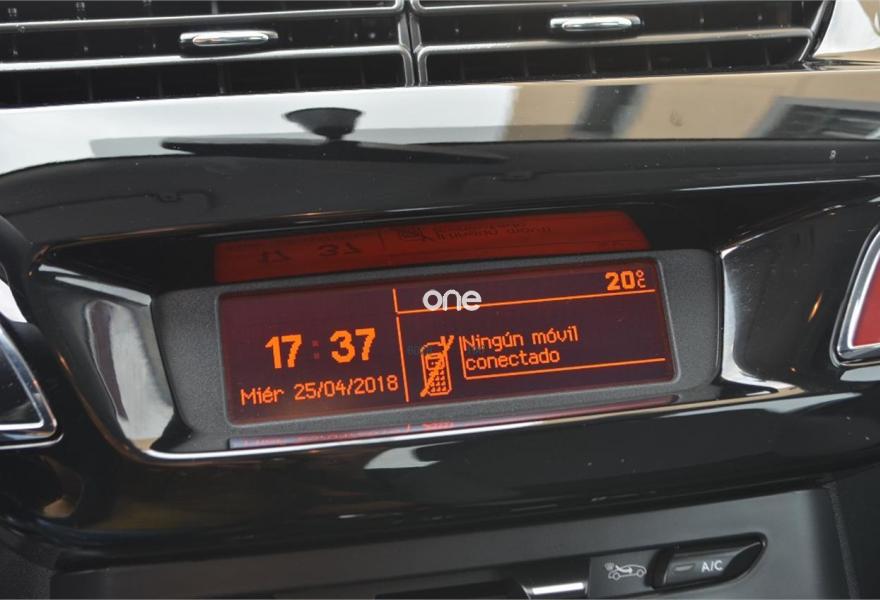 20°C
one
17:37
Ningún móvil
conectado
Miér 25/04/2018
A/C